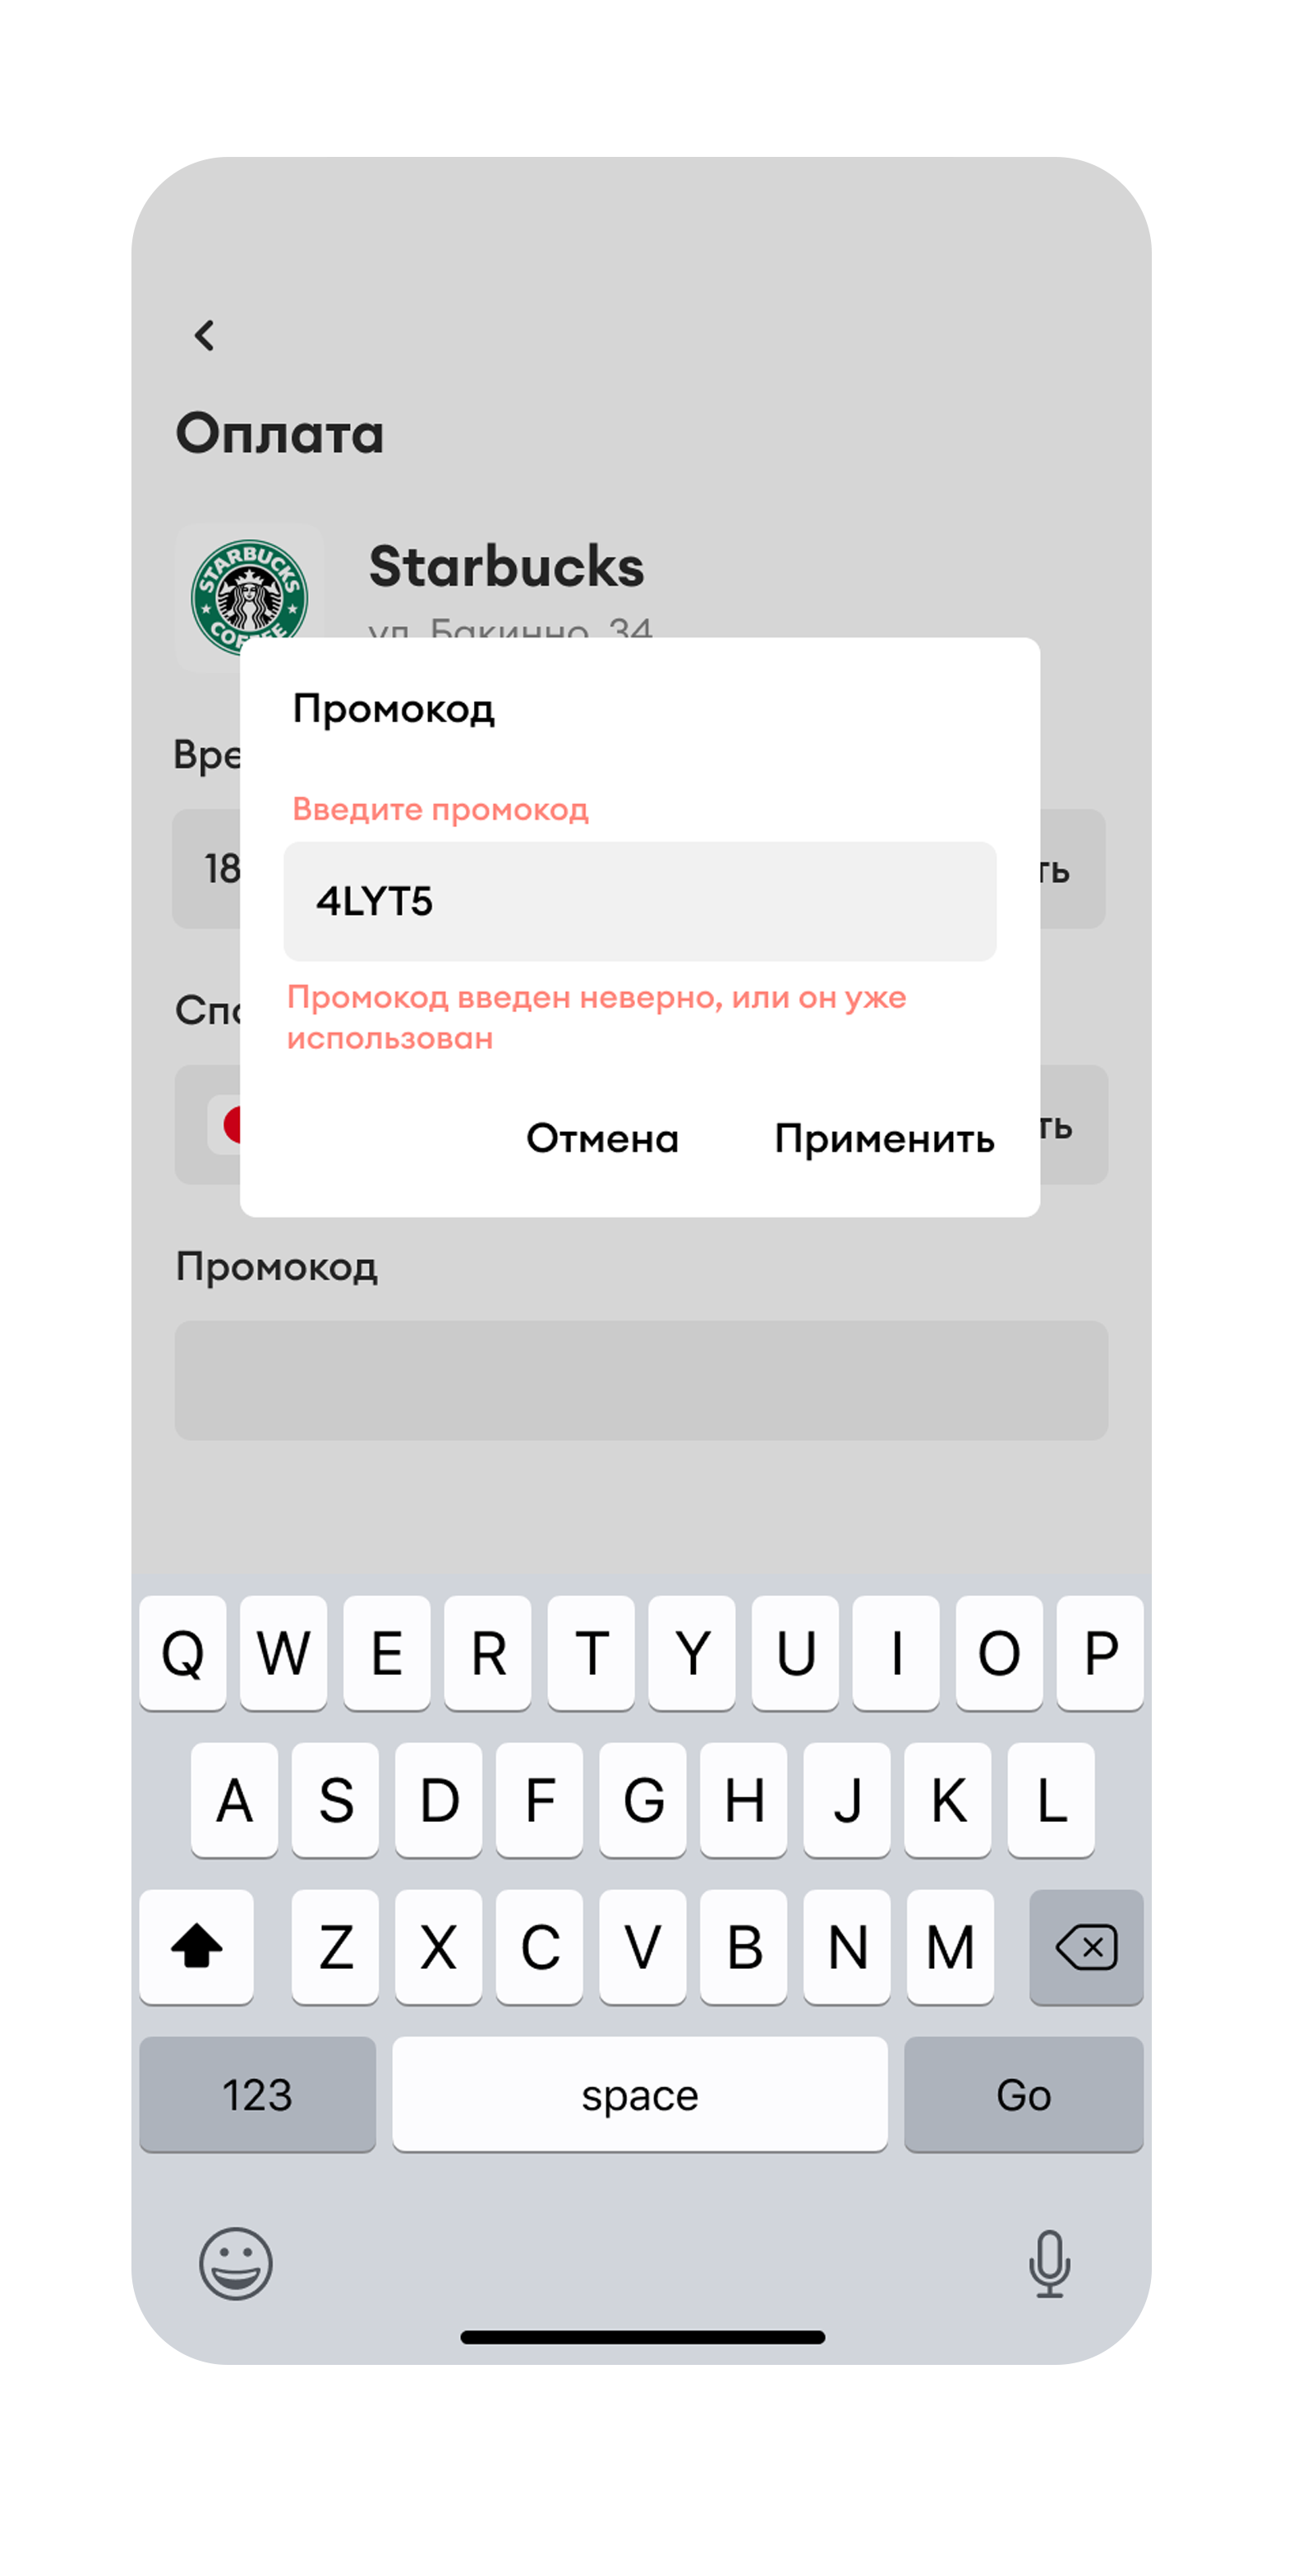 Оплата
STARBUCKS
COFFEE
Starbucks
ул. Бакинно, 34
Промокод
Введите промокод
4LYT5
Промокод введен неверно, или он уже
использован
Отмена Применить
Вре
18 ть
Спо
ть
Промокод
Q W E R T Y U I O P
A S D F G H J K L
Z X C V B N M
123 space Go